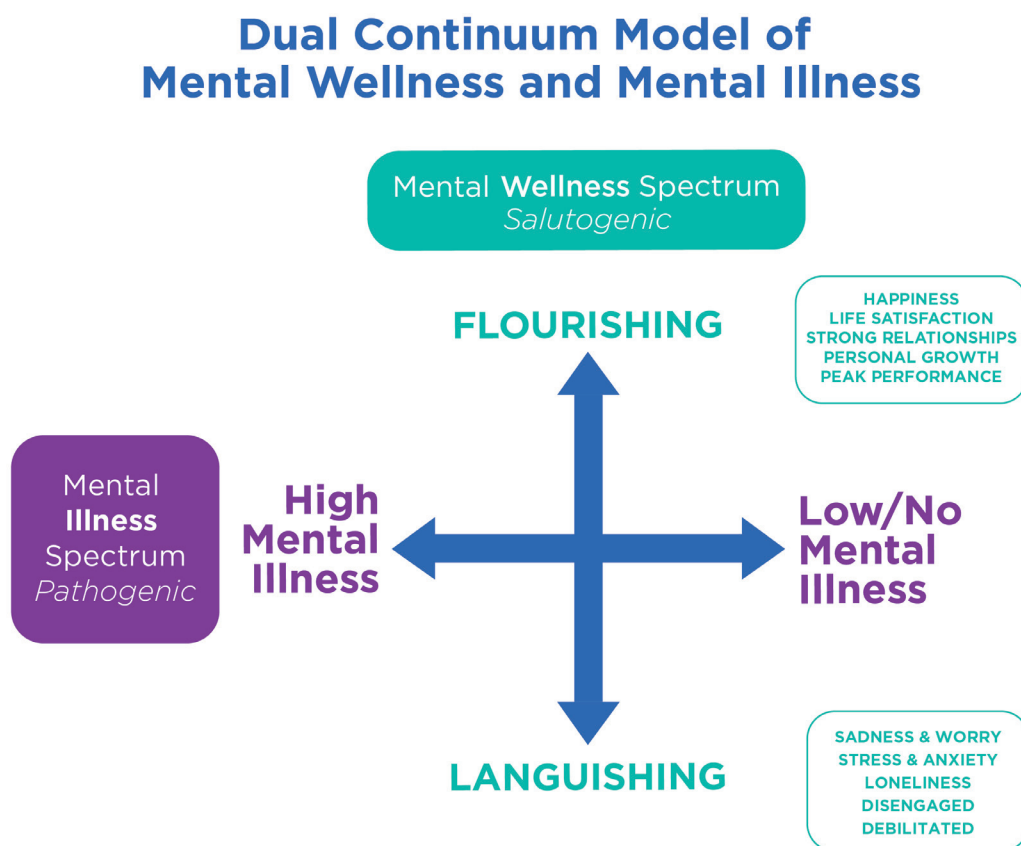 Dual Continuum Model of
Mental Wellness and Mental Illness
Mental Wellness Spectrum
Salutogenic
FLOURISHING
HAPPINESS
LIFE SATISFACTION
STRONG RELATIONSHIPS
PERSONAL GROWTH
PEAK PERFORMANCE
Mental
Illness
Spectrum
Pathogenic
High
Mental
Illness
Low/No
Mental
Illness
LANGUISHING
SADNESS & WORRY
STRESS & ANXIETY
LONELINESS
DISENGAGED
DEBILITATED